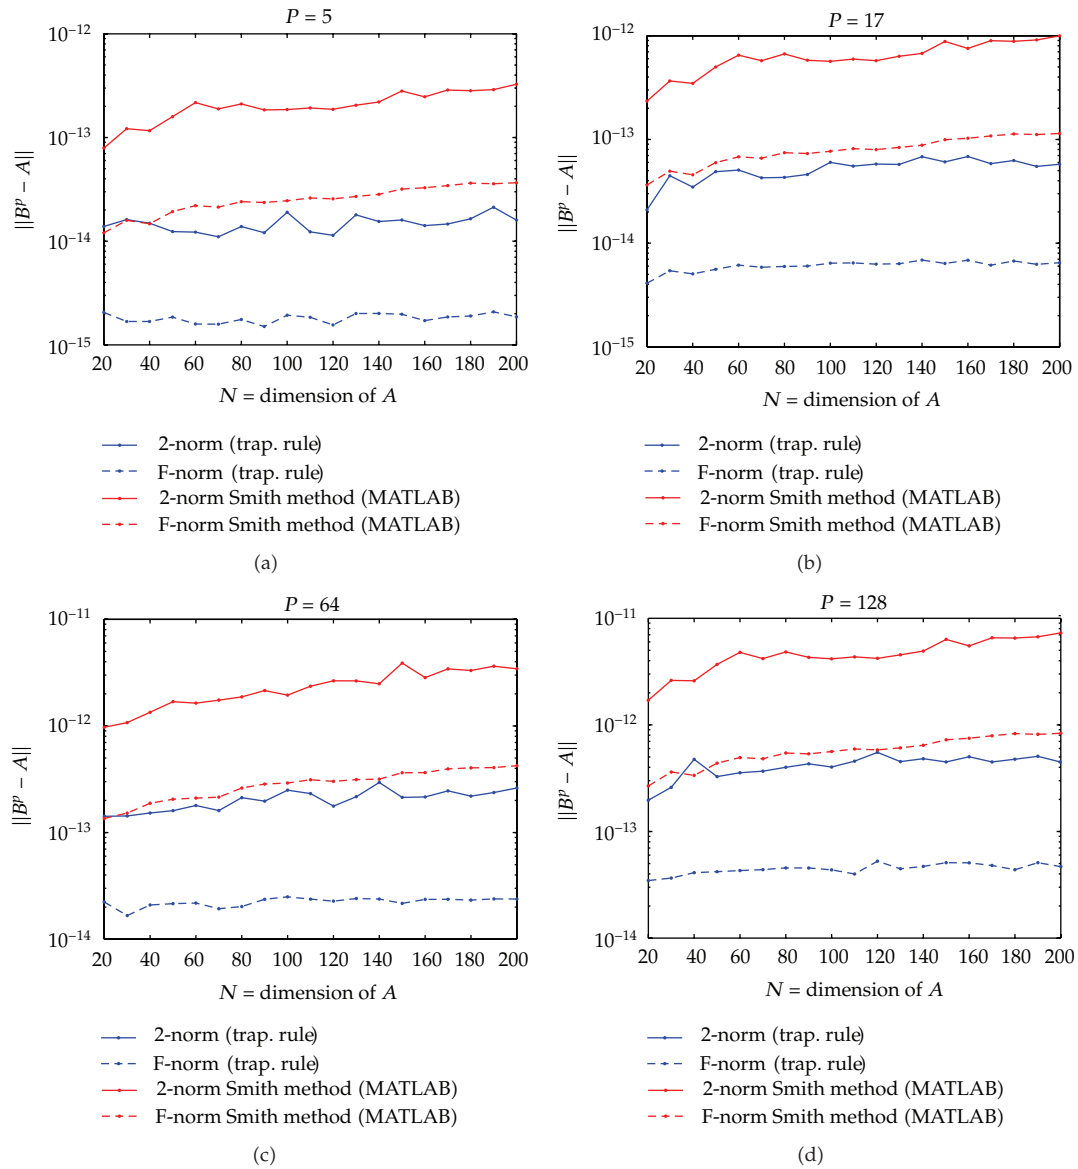 P = 5
10⁻¹²
10⁻¹³
10⁻¹⁴
10⁻¹⁵
||Bᵖ − A||
20 40 60 80 100 120 140 160 180 200
N = dimension of A
2-norm (trap. rule)
F-norm (trap. rule)
2-norm Smith method (MATLAB)
F-norm Smith method (MATLAB)
(a)
P = 17
10⁻¹²
10⁻¹³
10⁻¹⁴
10⁻¹⁵
||Bᵖ − A||
20 40 60 80 100 120 140 160 180 200
N = dimension of A
2-norm (trap. rule)
F-norm (trap. rule)
2-norm Smith method (MATLAB)
F-norm Smith method (MATLAB)
(b)
P = 64
10⁻¹¹
10⁻¹²
10⁻¹³
10⁻¹⁴
||Bᵖ − A||
20 40 60 80 100 120 140 160 180 200
N = dimension of A
2-norm (trap. rule)
F-norm (trap. rule)
2-norm Smith method (MATLAB)
F-norm Smith method (MATLAB)
(c)
P = 128
10⁻¹¹
10⁻¹²
10⁻¹³
10⁻¹⁴
||Bᵖ − A||
20 40 60 80 100 120 140 160 180 200
N = dimension of A
2-norm (trap. rule)
F-norm (trap. rule)
2-norm Smith method (MATLAB)
F-norm Smith method (MATLAB)
(d)